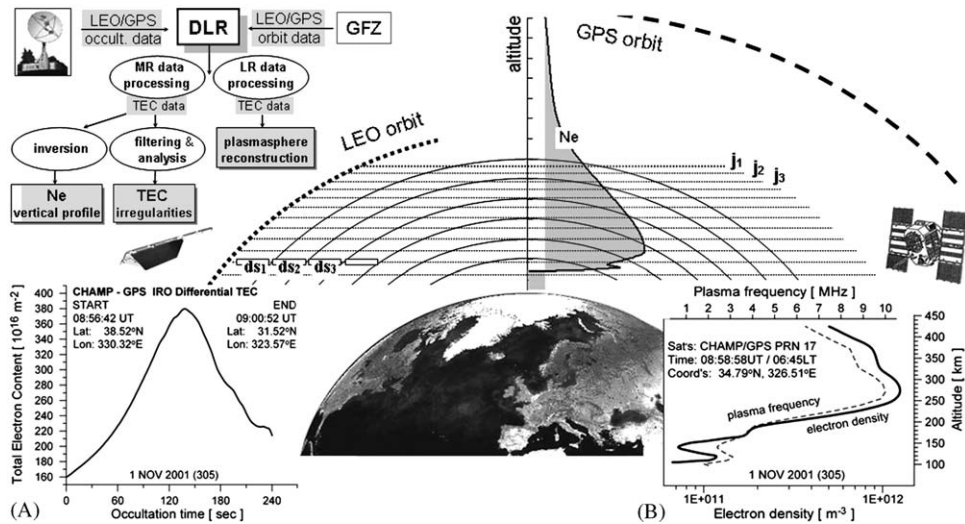 LEO/GPS
occult. data
DLR
LEO/GPS
orbit data
GFZ
MR data
processing
LR data
processing
TEC data
TEC data
inversion
filtering &
analysis
plasmasphere
reconstruction
Ne
vertical profile
TEC
irregularities
altitude
GPS orbit
LEO orbit
Ne
j1
j2
j3
ds1 ds2 ds3
CHAMP - GPS IRO Differential TEC
START END
08:56:42 UT 09:00:52 UT
Lat: 38.52ºN Lat: 31.52ºN
Lon: 330.32ºE Lon: 323.57ºE
Total Electron Content [ 10^16 m^-2 ]
400
380
360
340
320
300
280
260
240
220
200
180
160
1 NOV 2001 (305)
0 60 120 180 240
Occultation time [ sec ]
(A)
Plasma frequency [ MHz ]
1 2 3 4 5 6 7 8 9 10
Sat's: CHAMP/GPS PRN 17
Time: 08:58:58UT / 06:45LT
Coord's: 34.79ºN, 326.51ºE
plasma frequency
electron density
450
400
350
300
250
200
150
100
Altitude [ km ]
1 NOV 2001 (305)
1E+011 1E+012
Electron density [ m^-3 ]
(B)